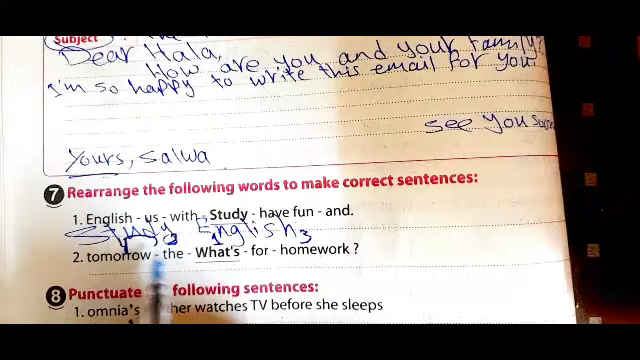 Subject
Dear Hala,
How are you and your family?
I'm so happy to write this email for you
see you soon
Yours, Salwa
7 Rearrange the following words to make correct sentences:
1. English - us - with - Study - have fun - and.
Study English
2. tomorrow - the - What's - for - homework ?
8 Punctuate following sentences:
1. omnia's her watches TV before she sleeps